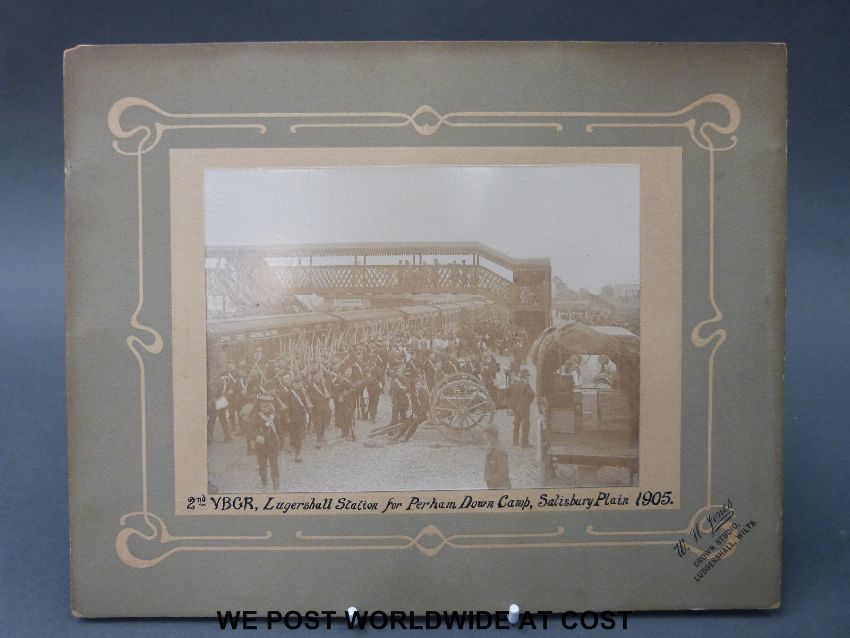 2nd VBGR, Lugershall Station for Perham Down Camp, Salisbury Plain 1905.
W. H. Jones
CROWN STUDIO,
LUDGERSHALL, WILTS.
WE POST WORLDWIDE AT COST